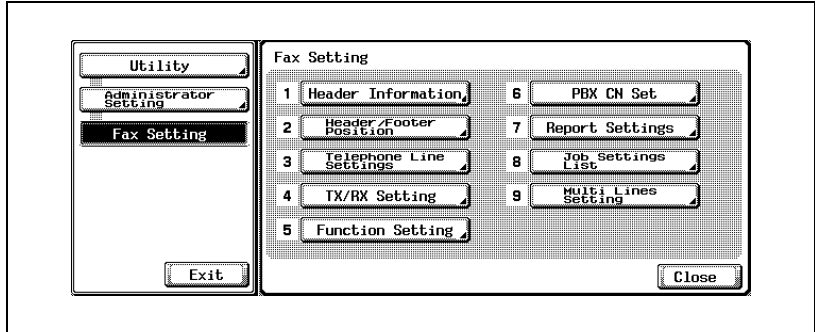 Utility
Administrator
Setting
Fax Setting
Exit
Fax Setting
1 Header Information
2 Header/Footer
Position
3 Telephone Line
Settings
4 TX/RX Setting
5 Function Setting
6 PBX CN Set
7 Report Settings
8 Job Settings
List
9 Multi Lines
Setting
Close